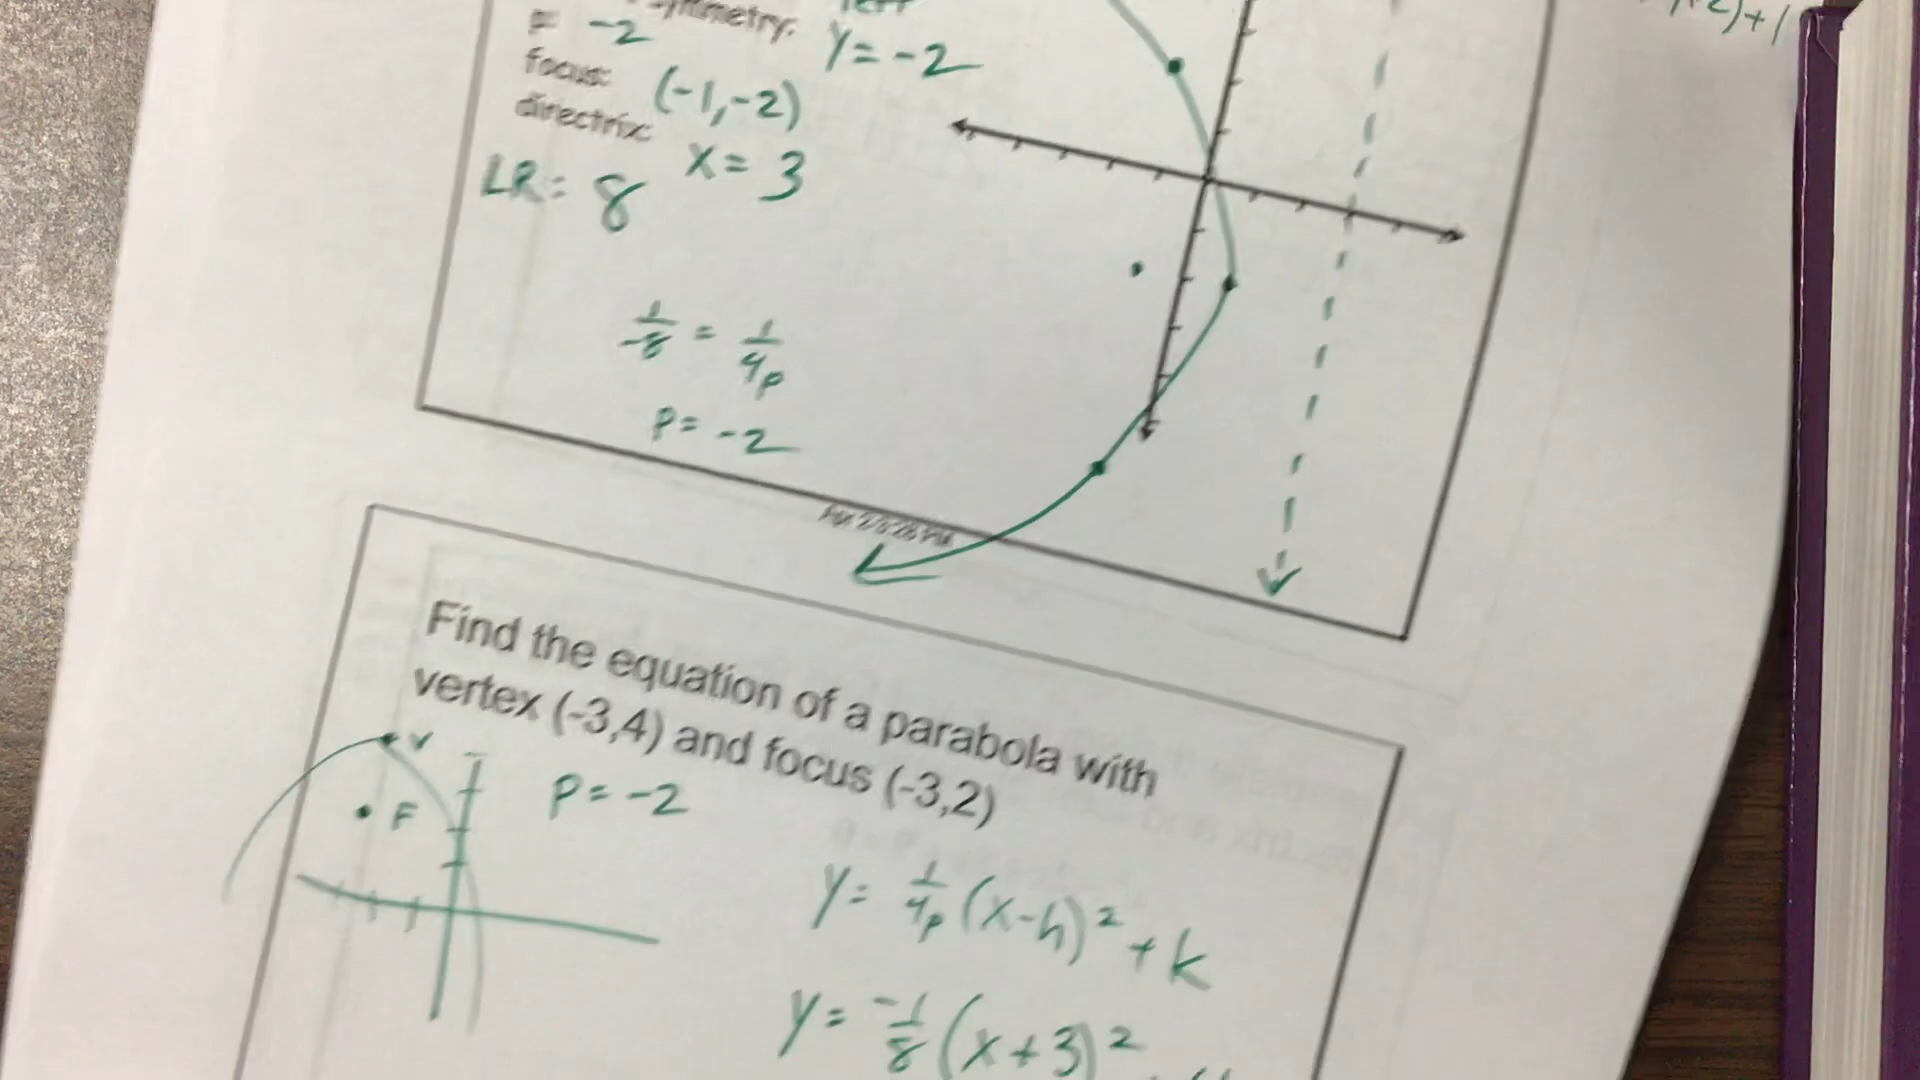 = -2
y = -2
focus: (-1,-2)
directrix: x = 3
LR: 8
1/-8 = 1/4p
p = -2
Find the equation of a parabola with
vertex (-3,4) and focus (-3,2)
V
F
p = -2
y = 1/4p (x-h)² + k
y = -1/8 (x+3)²